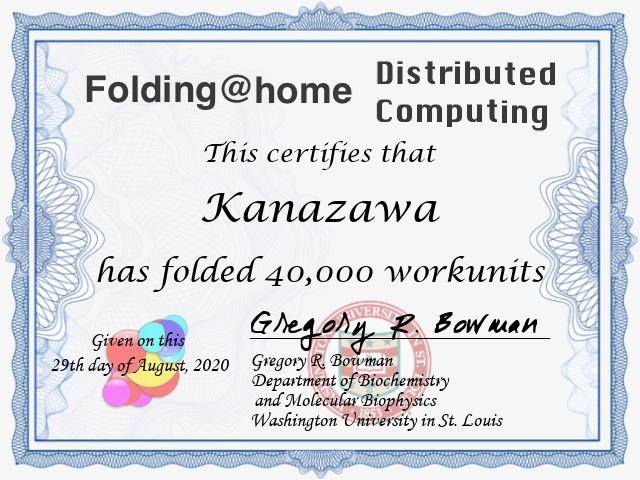 Folding@home
Distributed
Computing
This certifies that
Kanazawa
has folded 40,000 workunits
Given on this
29th day of August, 2020
Gregory R. Bowman
Gregory R. Bowman
Department of Biochemistry
and Molecular Biophysics
Washington University in St. Louis